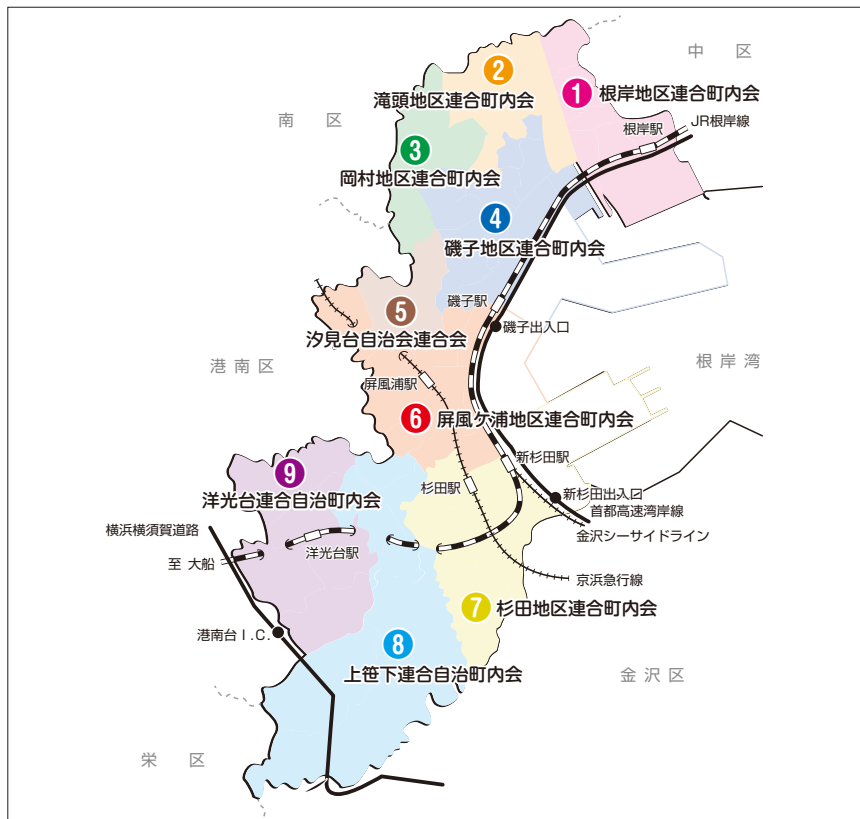 中 区
2
1
滝頭地区連合町内会
根岸地区連合町内会
南 区
根岸駅
JR根岸線
3
岡村地区連合町内会
4
磯子地区連合町内会
磯子駅
5
磯子出入口
汐見台自治会連合会
港南区
根岸湾
屏風浦駅
6
屏風ケ浦地区連合町内会
新杉田駅
9
杉田駅
新杉田出入口
洋光台連合自治町内会
首都高速湾岸線
横浜横須賀道路
金沢シーサイドライン
洋光台駅
至 大船
京浜急行線
7
杉田地区連合町内会
港南台 I . C.
8
上笹下連合自治町内会
金沢区
栄 区